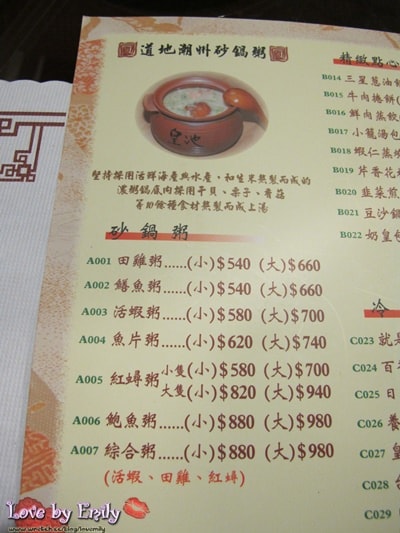 道地潮州砂鍋粥
皇池
堅持採用活鮮海產與水產、和生米熬製而成的
濃粥鍋底內採用干貝、栗子、香菇
等10餘種食材熬製而成上湯
砂鍋粥
A001 田雞粥......(小)$540 (大)$660
A002 鱔魚粥......(小)$540 (大)$660
A003 活蝦粥......(小)$580 (大)$700
A004 魚片粥......(小)$620 (大)$740
A005 紅蟳粥 小隻(小)$580 (大)$700
大隻(小)$820 (大)$940
A006 鮑魚粥......(小)$880 (大)$980
A007 綜合粥......(小)$880 (大)$980
(活蝦、田雞、紅蟳)
精緻點心
B014 三星蔥油餅
B015 牛肉捲餅(
B016 鮮肉蒸餃(
B017 小籠湯包
B018 蝦仁蒸
B019 芹香花
B020 韭菜煎
B021 豆沙鍋
B022 奶皇包
冷
C023 就是
C024 百
C025 日
C026 養
C027 皇
C028 台
C029
Love by Emily
www.wretch.cc/blog/lovemily